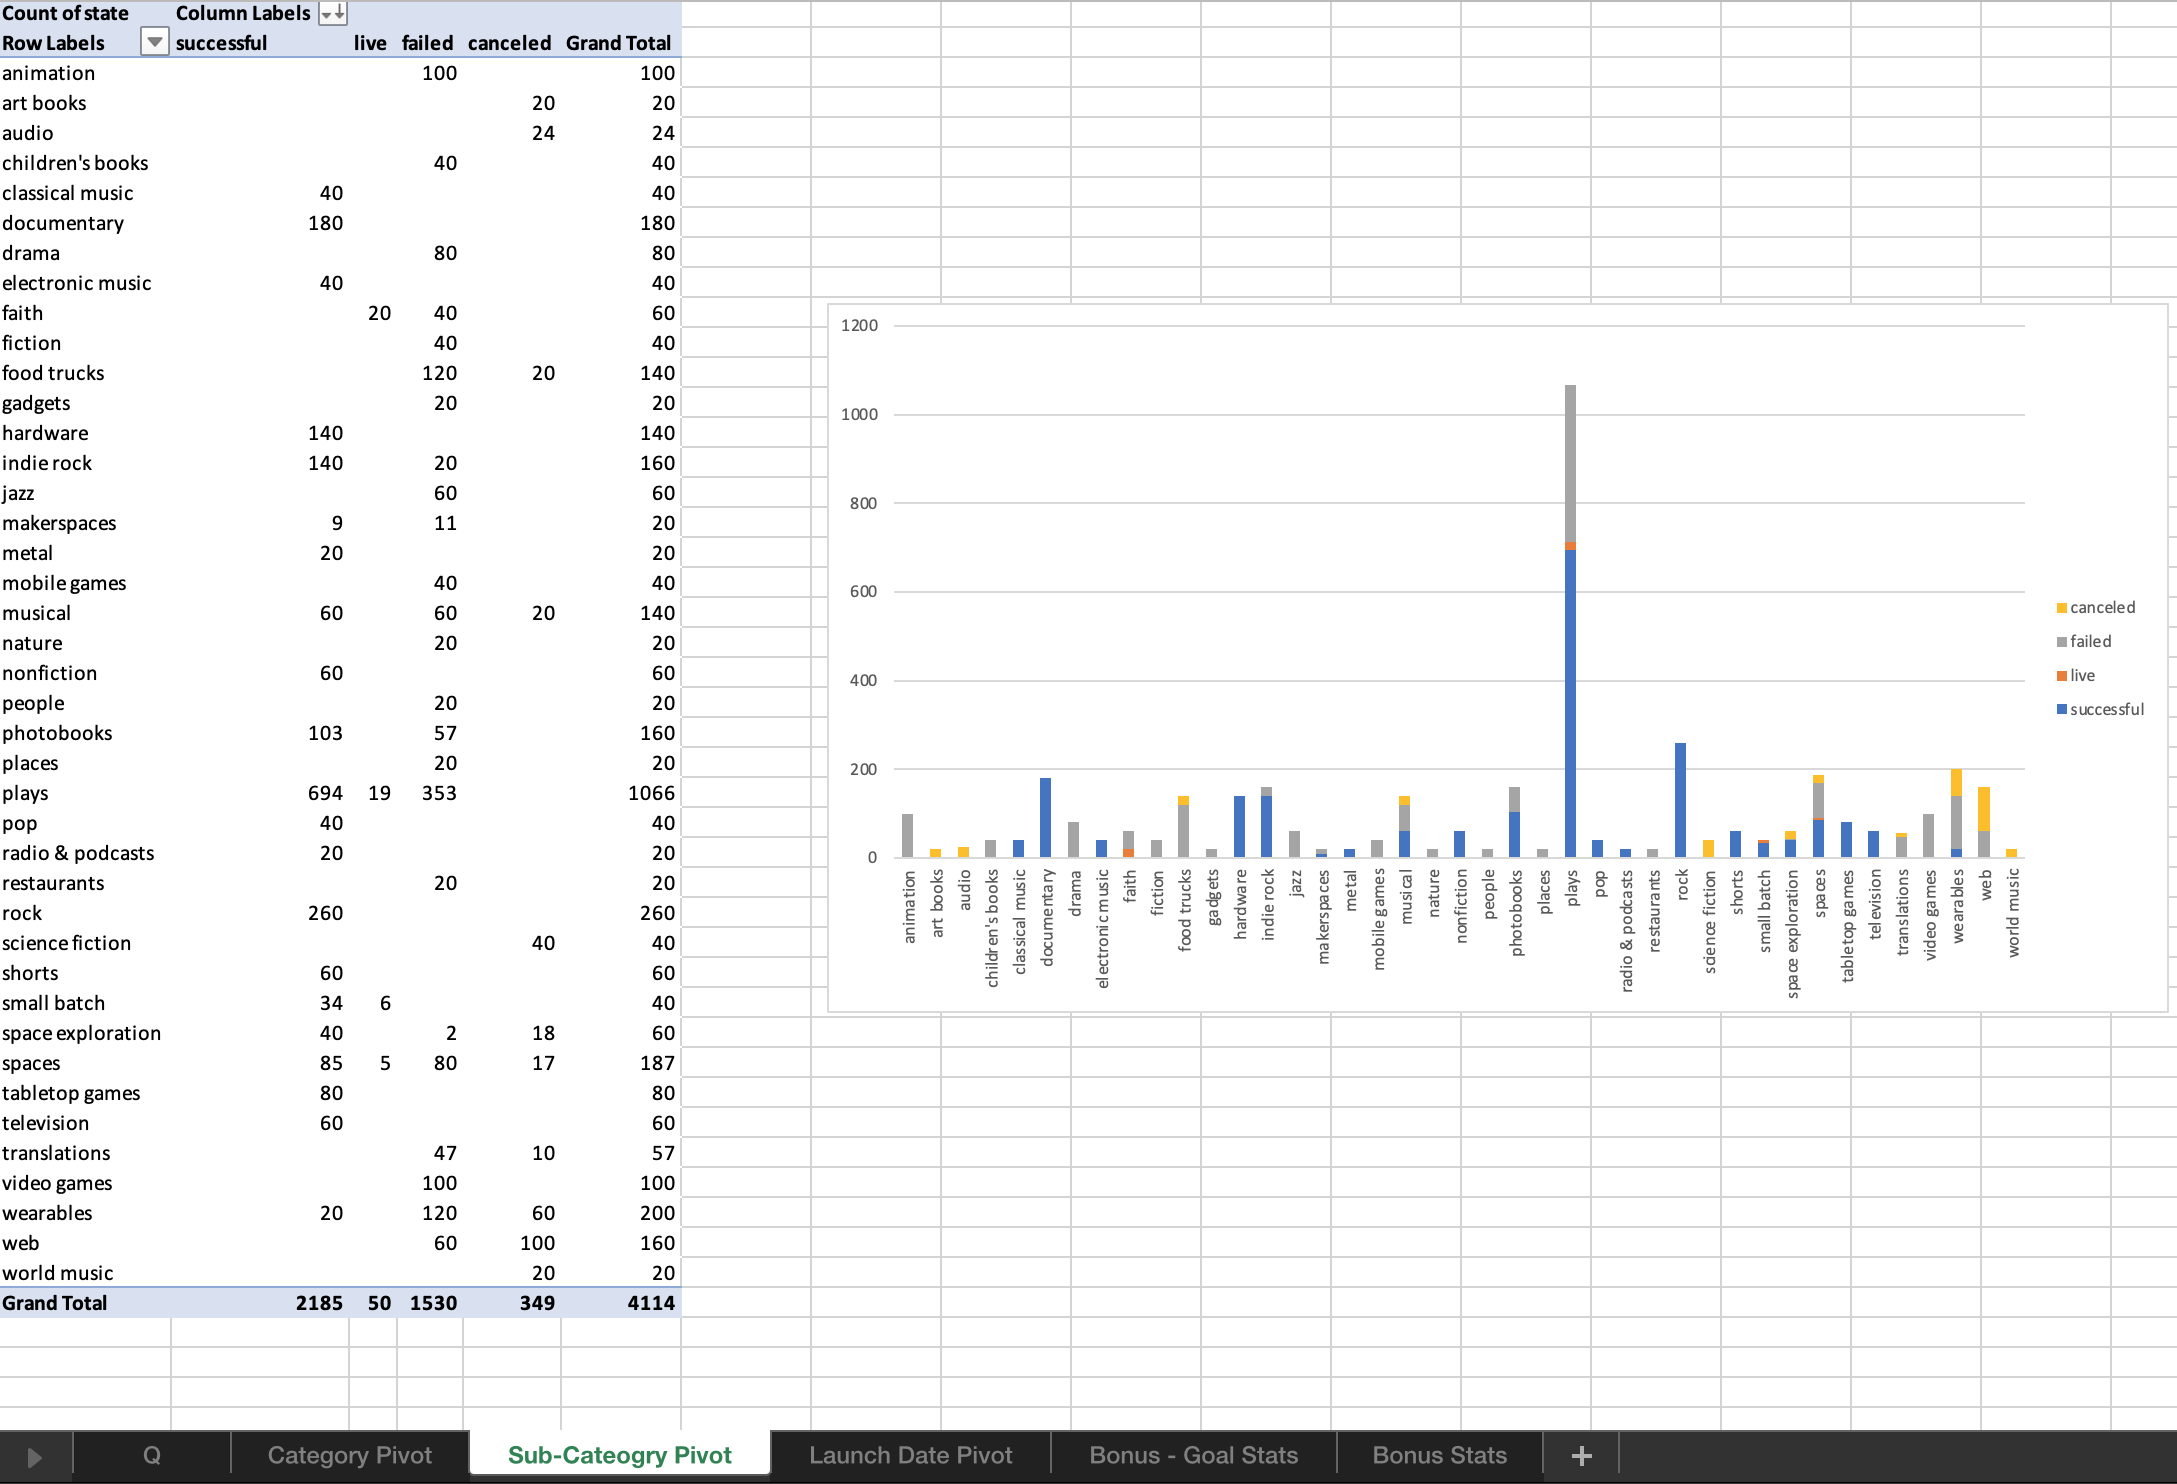 Count of state Column Labels
Row Labels successful live failed canceled Grand Total
animation 100 100
art books 20 20
audio 24 24
children's books 40 40
classical music 40 40
documentary 180 180
drama 80 80
electronic music 40 40
faith 20 40 60
fiction 40 40
food trucks 120 20 140
gadgets 20 20
hardware 140 140
indie rock 140 20 160
jazz 60 60
makerspaces 9 11 20
metal 20 20
mobile games 40 40
musical 60 60 20 140
nature 20 20
nonfiction 60 60
people 20 20
photobooks 103 57 160
places 20 20
plays 694 19 353 1066
pop 40 40
radio & podcasts 20 20
restaurants 20 20
rock 260 260
science fiction 40 40
shorts 60 60
small batch 34 6 40
space exploration 40 2 18 60
spaces 85 5 80 17 187
tabletop games 80 80
television 60 60
translations 47 10 57
video games 100 100
wearables 20 120 60 200
web 60 100 160
world music 20 20
Grand Total 2185 50 1530 349 4114
1200
1000
800
600
400
200
0
animation
art books
audio
children's books
classical music
documentary
drama
electronic music
faith
fiction
food trucks
gadgets
hardware
indie rock
jazz
makerspaces
metal
mobile games
musical
nature
nonfiction
people
photobooks
places
plays
pop
radio & podcasts
restaurants
rock
science fiction
shorts
small batch
space exploration
spaces
tabletop games
television
translations
video games
wearables
web
world music
canceled
failed
live
successful
Q Category Pivot Sub-Cateogry Pivot Launch Date Pivot Bonus - Goal Stats Bonus Stats +